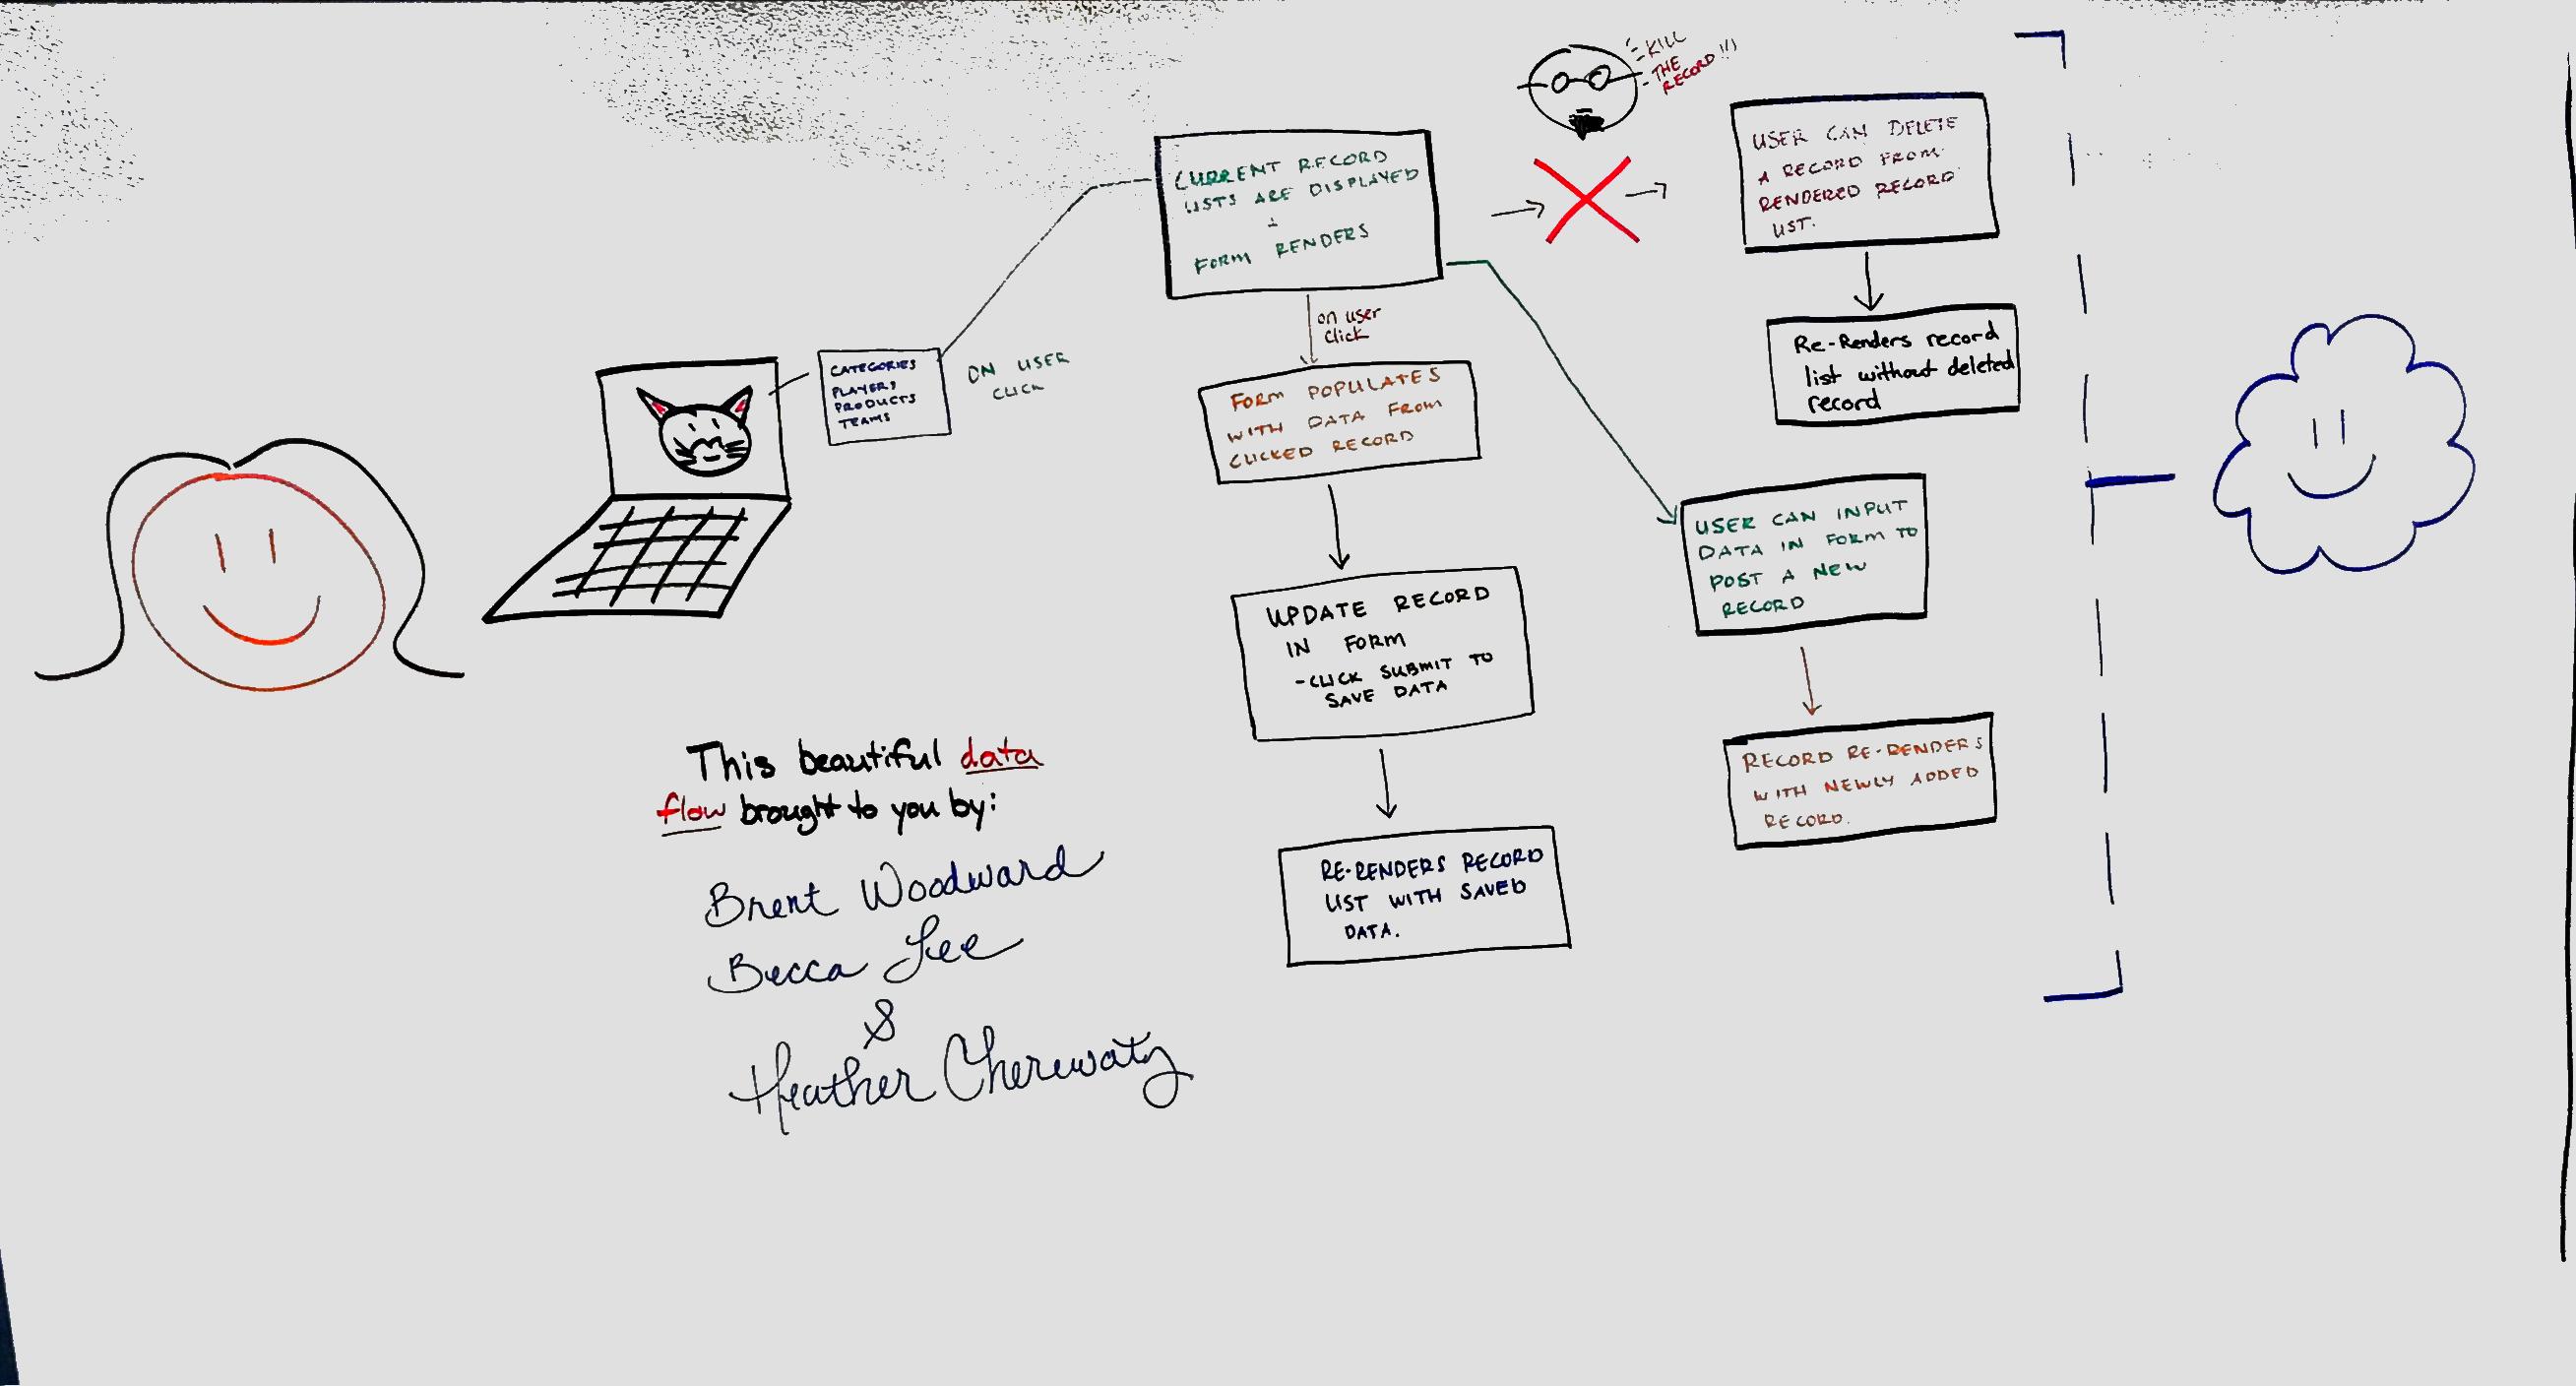 - KILL
- THE
- RECORD!!!
CURRENT RECORD
LISTS ARE DISPLAYED
+
FORM RENDERS
USER CAN DELETE
A RECORD FROM
RENDERED RECORD
LIST.
on user
click
Re-Renders record
list without deleted
record
CATEGORIES
PLAYERS
PRODUCTS
TEAMS
ON USER
CLICK
FORM POPULATES
WITH DATA FROM
CLICKED RECORD
USER CAN INPUT
DATA IN FORM TO
POST A NEW
RECORD
UPDATE RECORD
IN FORM
- CLICK SUBMIT TO
SAVE DATA
RECORD RE-RENDERS
WITH NEWLY ADDED
RECORD.
RE-RENDERS RECORD
LIST WITH SAVED
DATA.
This beautiful data
flow brought to you by:
Brent Woodward
Becca Lee
&
Heather Cherewaty